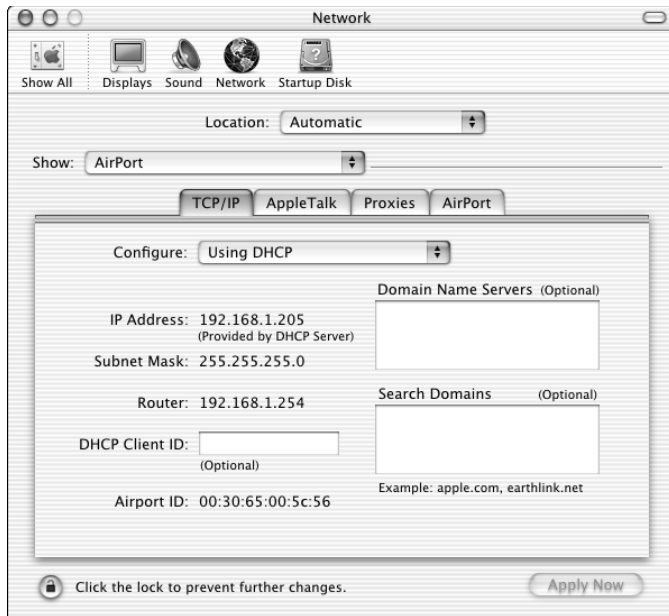 Network
Show All Displays Sound Network Startup Disk
Location: Automatic
Show: AirPort
TCP/IP AppleTalk Proxies AirPort
Configure: Using DHCP
Domain Name Servers (Optional)
IP Address: 192.168.1.205
(Provided by DHCP Server)
Subnet Mask: 255.255.255.0
Search Domains (Optional)
Router: 192.168.1.254
DHCP Client ID:
(Optional)
Example: apple.com, earthlink.net
Airport ID: 00:30:65:00:5c:56
Click the lock to prevent further changes.
Apply Now